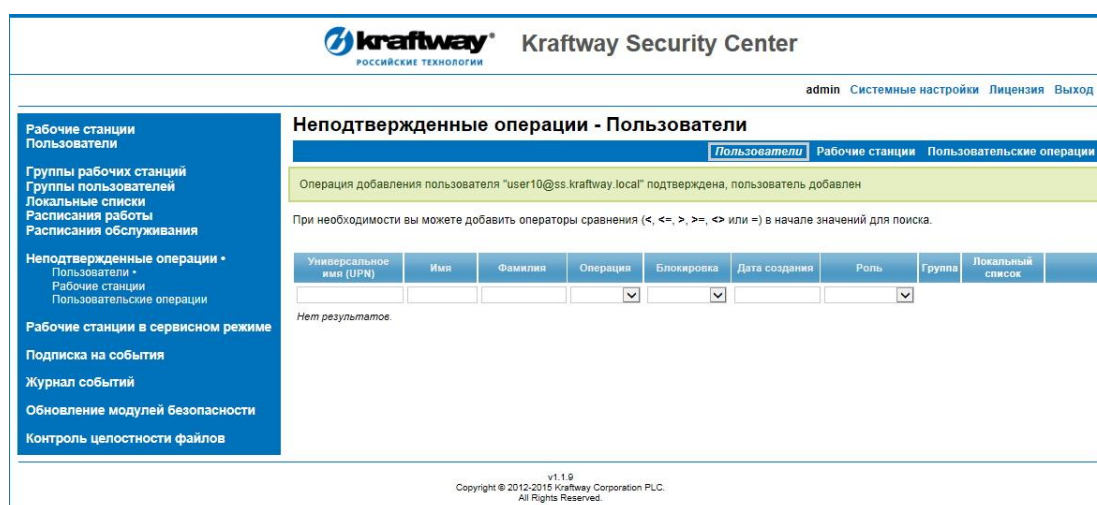 kraftway Kraftway Security Center
РОССИЙСКИЕ ТЕХНОЛОГИИ
admin Системные настройки Лицензия Выход
Рабочие станции
Пользователи
Группы рабочих станций
Группы пользователей
Локальные списки
Расписания работы
Расписания обслуживания
Неподтвержденные операции •
Пользователи •
Рабочие станции
Пользовательские операции
Рабочие станции в сервисном режиме
Подписка на события
Журнал событий
Обновление модулей безопасности
Контроль целостности файлов
Неподтвержденные операции - Пользователи
Пользователи Рабочие станции Пользовательские операции
Операция добавления пользователя "user10@ss.kraftway.local" подтверждена, пользователь добавлен
При необходимости вы можете добавить операторы сравнения (<, <=, >, >=, <> или =) в начале значений для поиска.
Универсальное имя (UPN) Имя Фамилия Операция Блокировка Дата создания Роль Группа Локальный список
Нет результатов.
v1.1.9
Copyright © 2012-2015 Kraftway Corporation PLC.
All Rights Reserved.